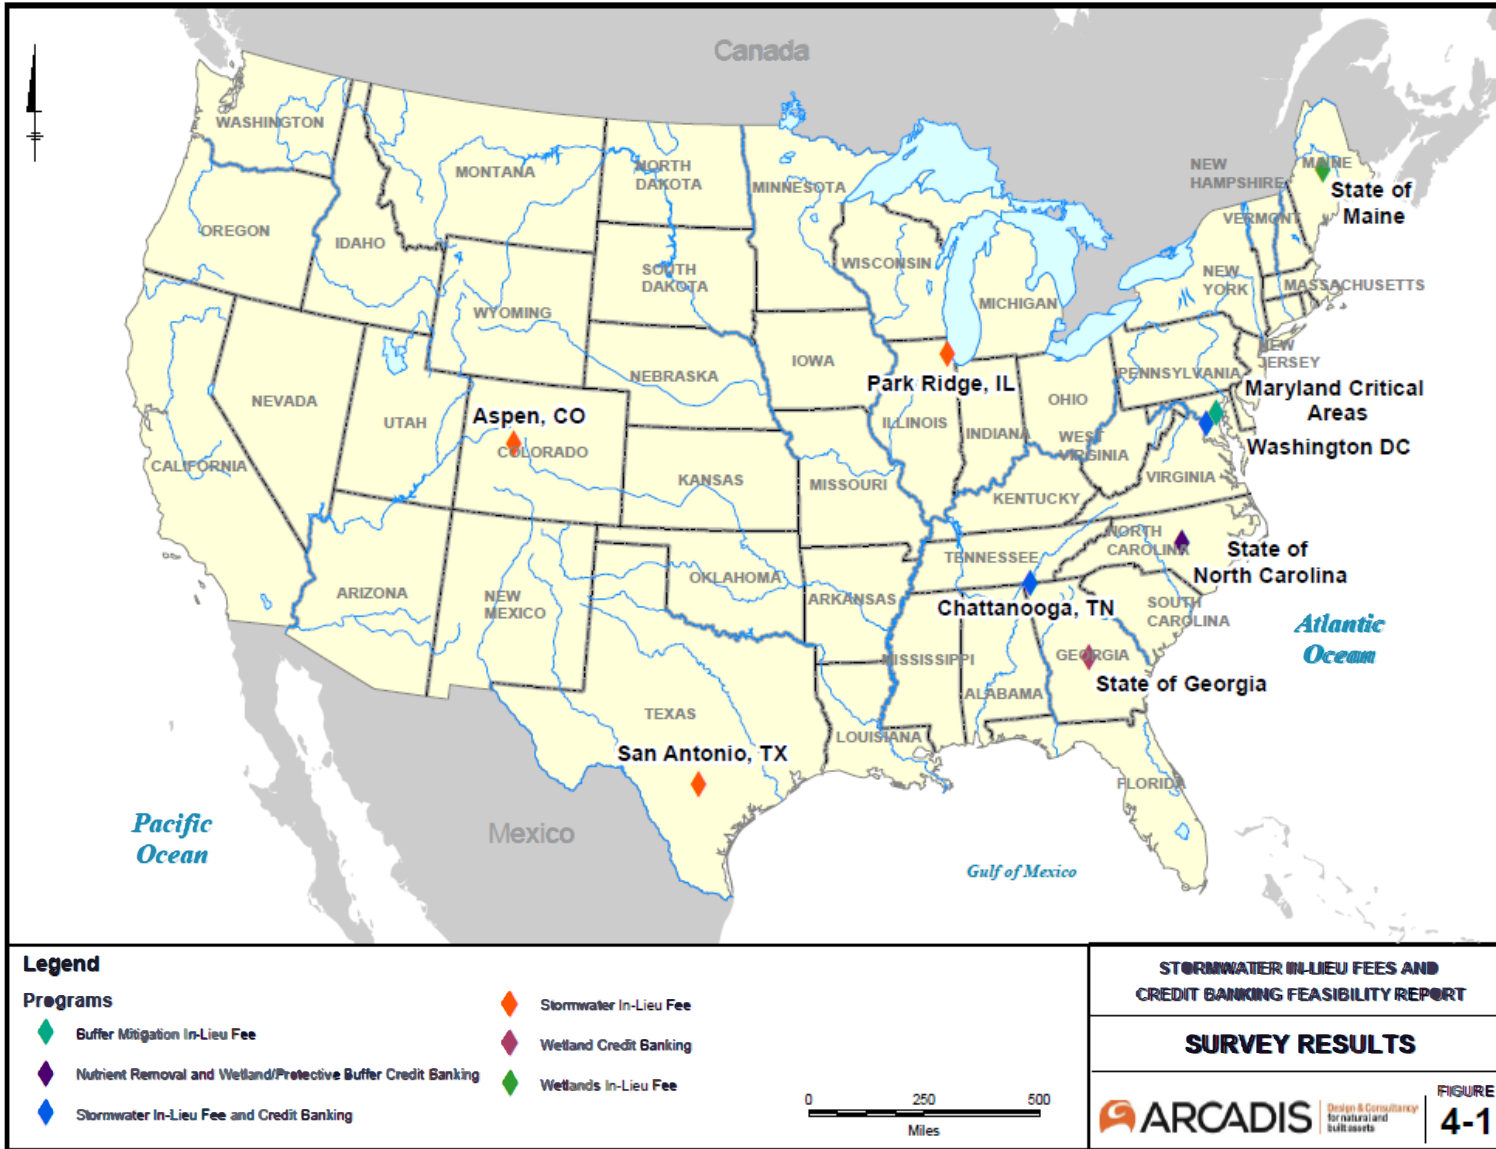 Canada
WASHINGTON
MONTANA
NORTH
DAKOTA
MINNESOTA
NEW
HAMPSHIRE
MAINE
State of
Maine
VERMONT
OREGON
IDAHO
SOUTH
DAKOTA
WISCONSIN
MICHIGAN
NEW
YORK
MASSACHUSETTS
WYOMING
IOWA
NEW
JERSEY
NEBRASKA
Park Ridge, IL
PENNSYLVANIA
Maryland Critical
Areas
NEVADA
UTAH
Aspen, CO
COLORADO
ILLINOIS
INDIANA
OHIO
WEST
VIRGINIA
Washington DC
CALIFORNIA
KANSAS
MISSOURI
KENTUCKY
VIRGINIA
NORTH
CAROLINA
State of
North Carolina
TENNESSEE
ARIZONA
NEW
MEXICO
OKLAHOMA
ARKANSAS
Chattanooga, TN
SOUTH
CAROLINA
Atlantic
Ocean
MISSISSIPPI
GEORGIA
State of Georgia
ALABAMA
TEXAS
LOUISIANA
San Antonio, TX
FLORIDA
Pacific
Ocean
Mexico
Gulf of Mexico
Legend
Programs
Buffer Mitigation In-Lieu Fee
Nutrient Removal and Wetland/Protective Buffer Credit Banking
Stormwater In-Lieu Fee and Credit Banking
Stormwater In-Lieu Fee
Wetland Credit Banking
Wetlands In-Lieu Fee
0 250 500
Miles
STORMWATER IN-LIEU FEES AND
CREDIT BANKING FEASIBILITY REPORT
SURVEY RESULTS
ARCADIS
Design & Consultancy
for natural and
built assets
FIGURE
4-1